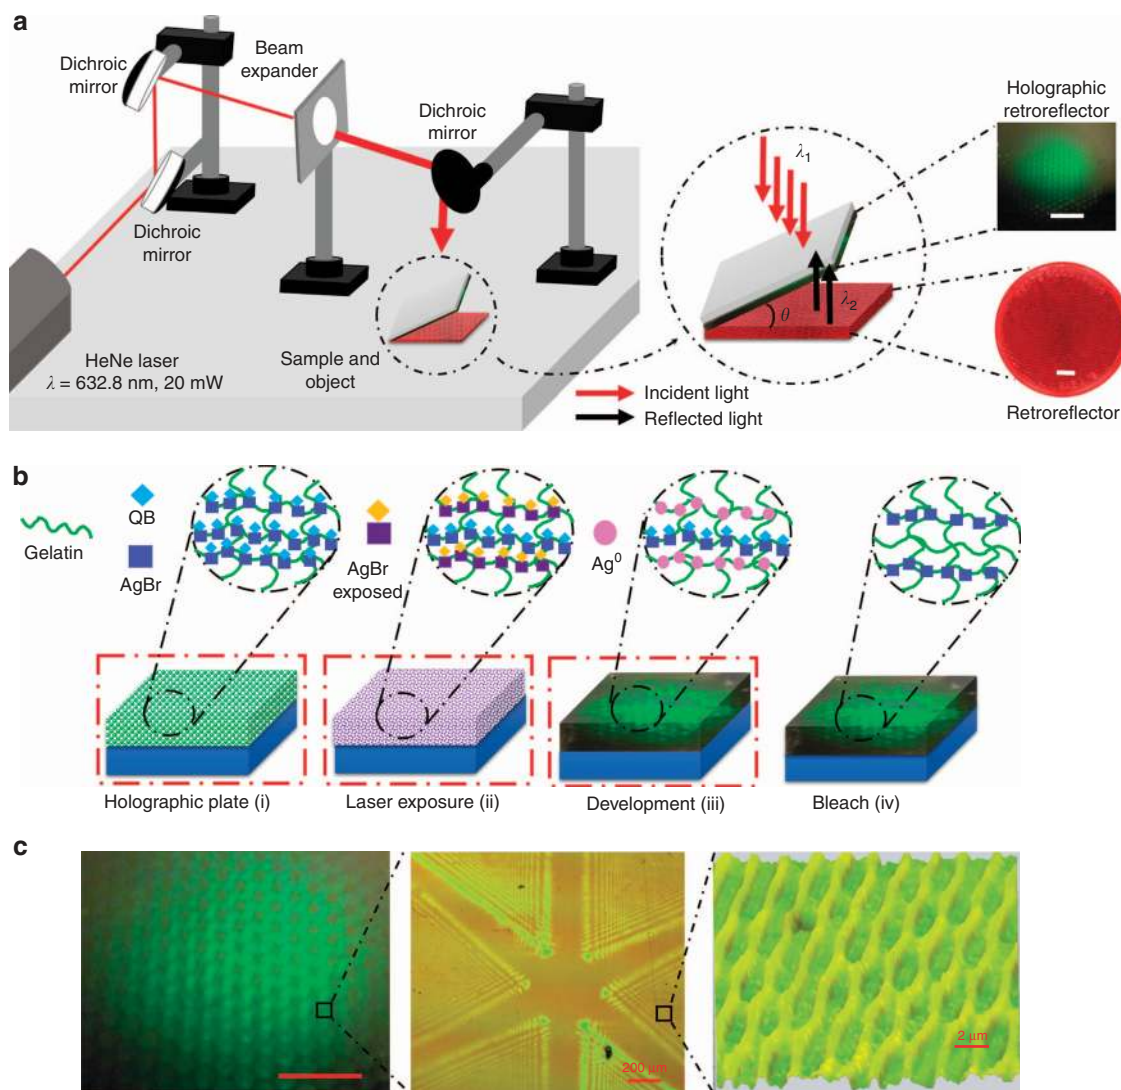 a
Dichroic
mirror
Beam
expander
Dichroic
mirror
Dichroic
mirror
HeNe laser
λ = 632.8 nm, 20 mW
Sample and
object
λ1
λ2
θ
Incident light
Reflected light
Holographic
retroreflector
Retroreflector
b
Gelatin
QB
AgBr
AgBr
exposed
Ag⁰
Holographic plate (i)
Laser exposure (ii)
Development (iii)
Bleach (iv)
c
200 μm
2 μm